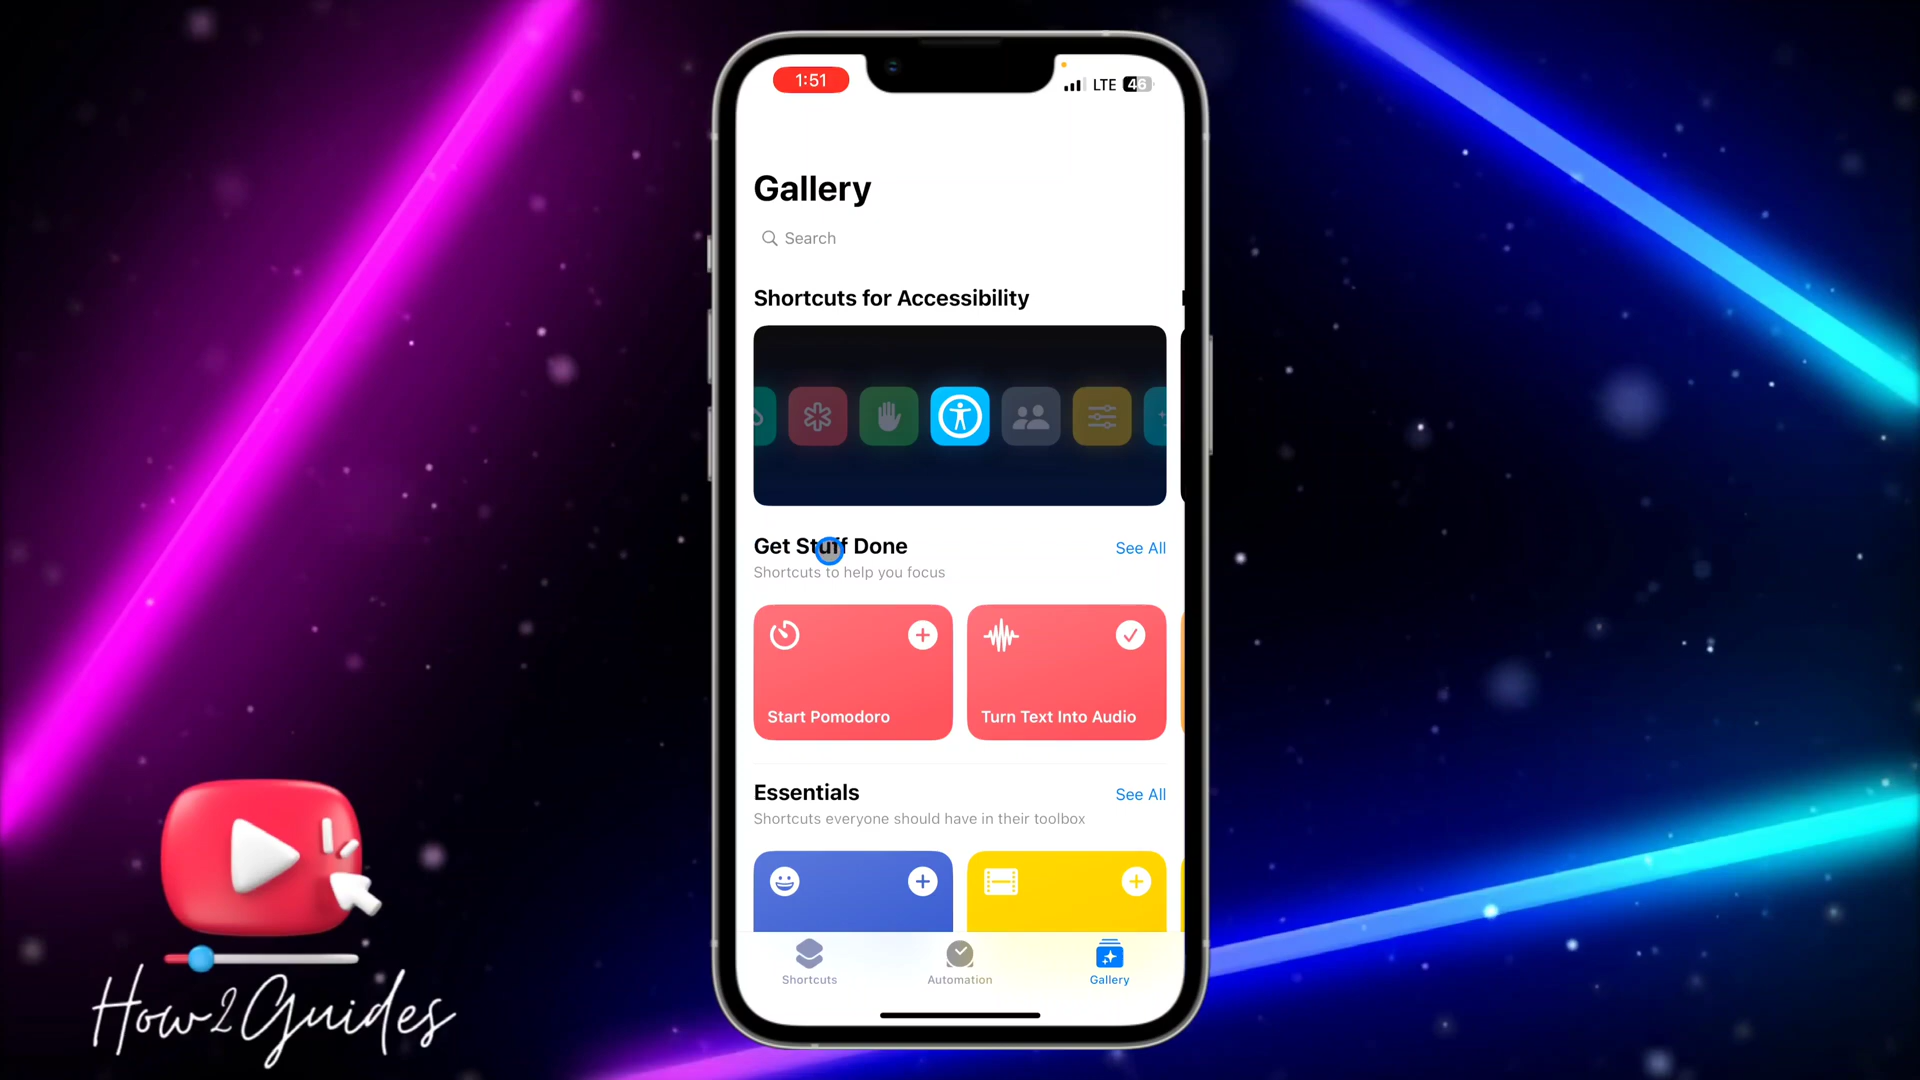 1:51
LTE 46
Gallery
Search
Shortcuts for Accessibility
Get Stuff Done
See All
Shortcuts to help you focus
Start Pomodoro
Turn Text Into Audio
Essentials
See All
Shortcuts everyone should have in their toolbox
Shortcuts
Automation
Gallery
How2Guides